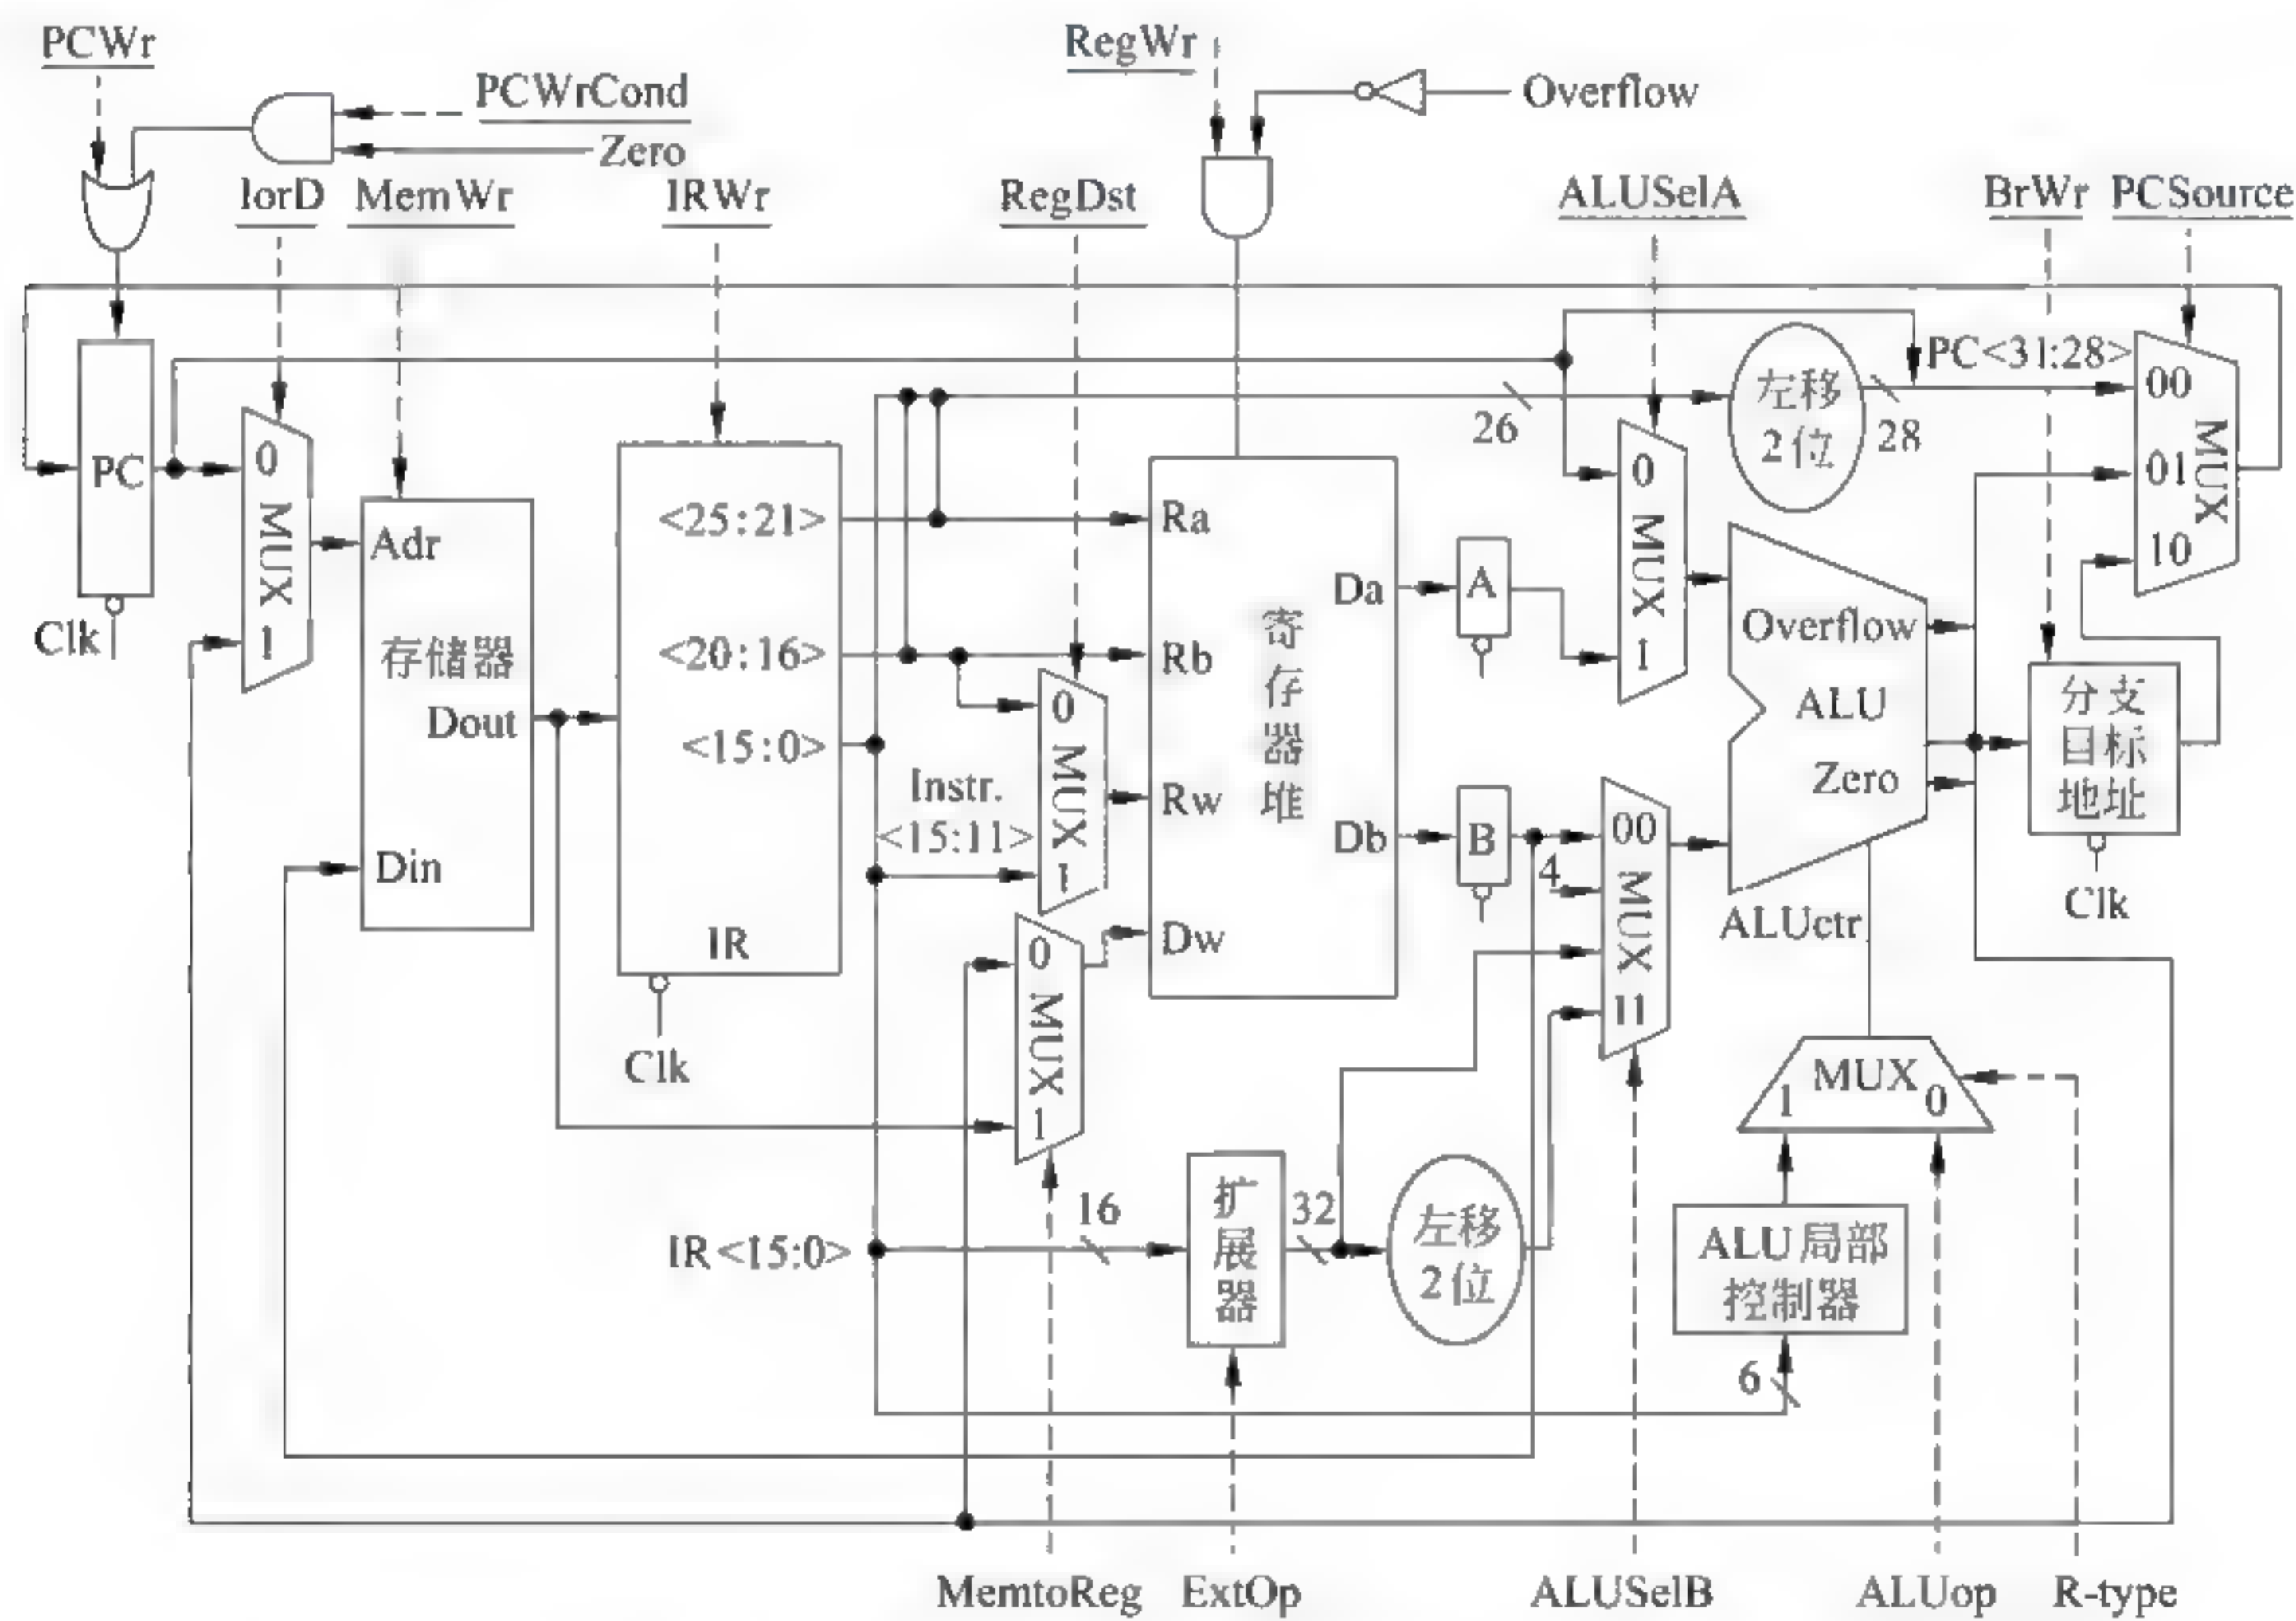 PCWr
RegWr
Overflow
PCWrCond
Zero
IorD
MemWr
IRWr
RegDst
ALUSelA
BrWr
PCSource
PC<31:28>
左移
2位
26
28
00
01
10
MUX
PC
Clk
0
MUX
1
Adr
存储器
Dout
Din
<25:21>
<20:16>
<15:0>
IR
Clk
Instr.
<15:11>
0
MUX
1
0
MUX
1
Ra
Rb
Rw
Dw
寄存器堆
Da
Db
A
B
4
0
MUX
1
00
MUX
11
Overflow
ALU
Zero
ALUctr
分支
目标
地址
Clk
MUX
1
0
IR<15:0>
16
扩展器
32
左移
2位
ALU局部
控制器
6
MemtoReg
ExtOp
ALUSelB
ALUop
R-type